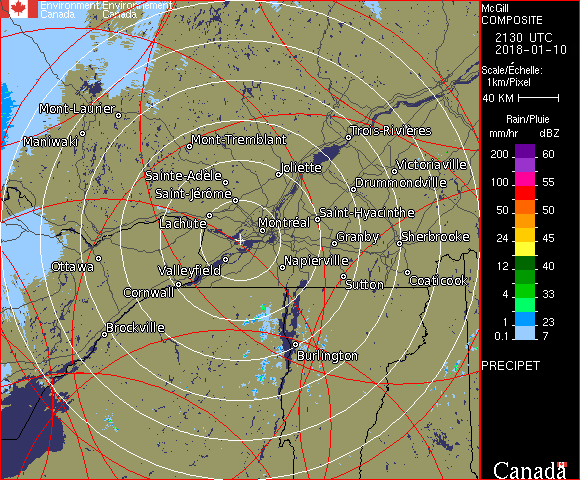 Environment Environnement
Canada Canada
McGill
COMPOSITE
2130 UTC
2018-01-10
Scale/Échelle:
1km/Pixel
40 KM
Rain/Pluie
mm/hr dBZ
200 60
100 55
50 50
24 45
12 40
4 33
1 23
0.1 7
PRECIPET
Canada
Mont-Laurier
Maniwaki
Mont-Tremblant
Trois-Rivières
Joliette
Victoriaville
Sainte-Adèle
Drummondville
Saint-Jérôme
Lachute
Saint-Hyacinthe
Montréal
Granby
Sherbrooke
Ottawa
Valleyfield
Napierville
Cornwall
Sutton
Coaticook
Brockville
Burlington